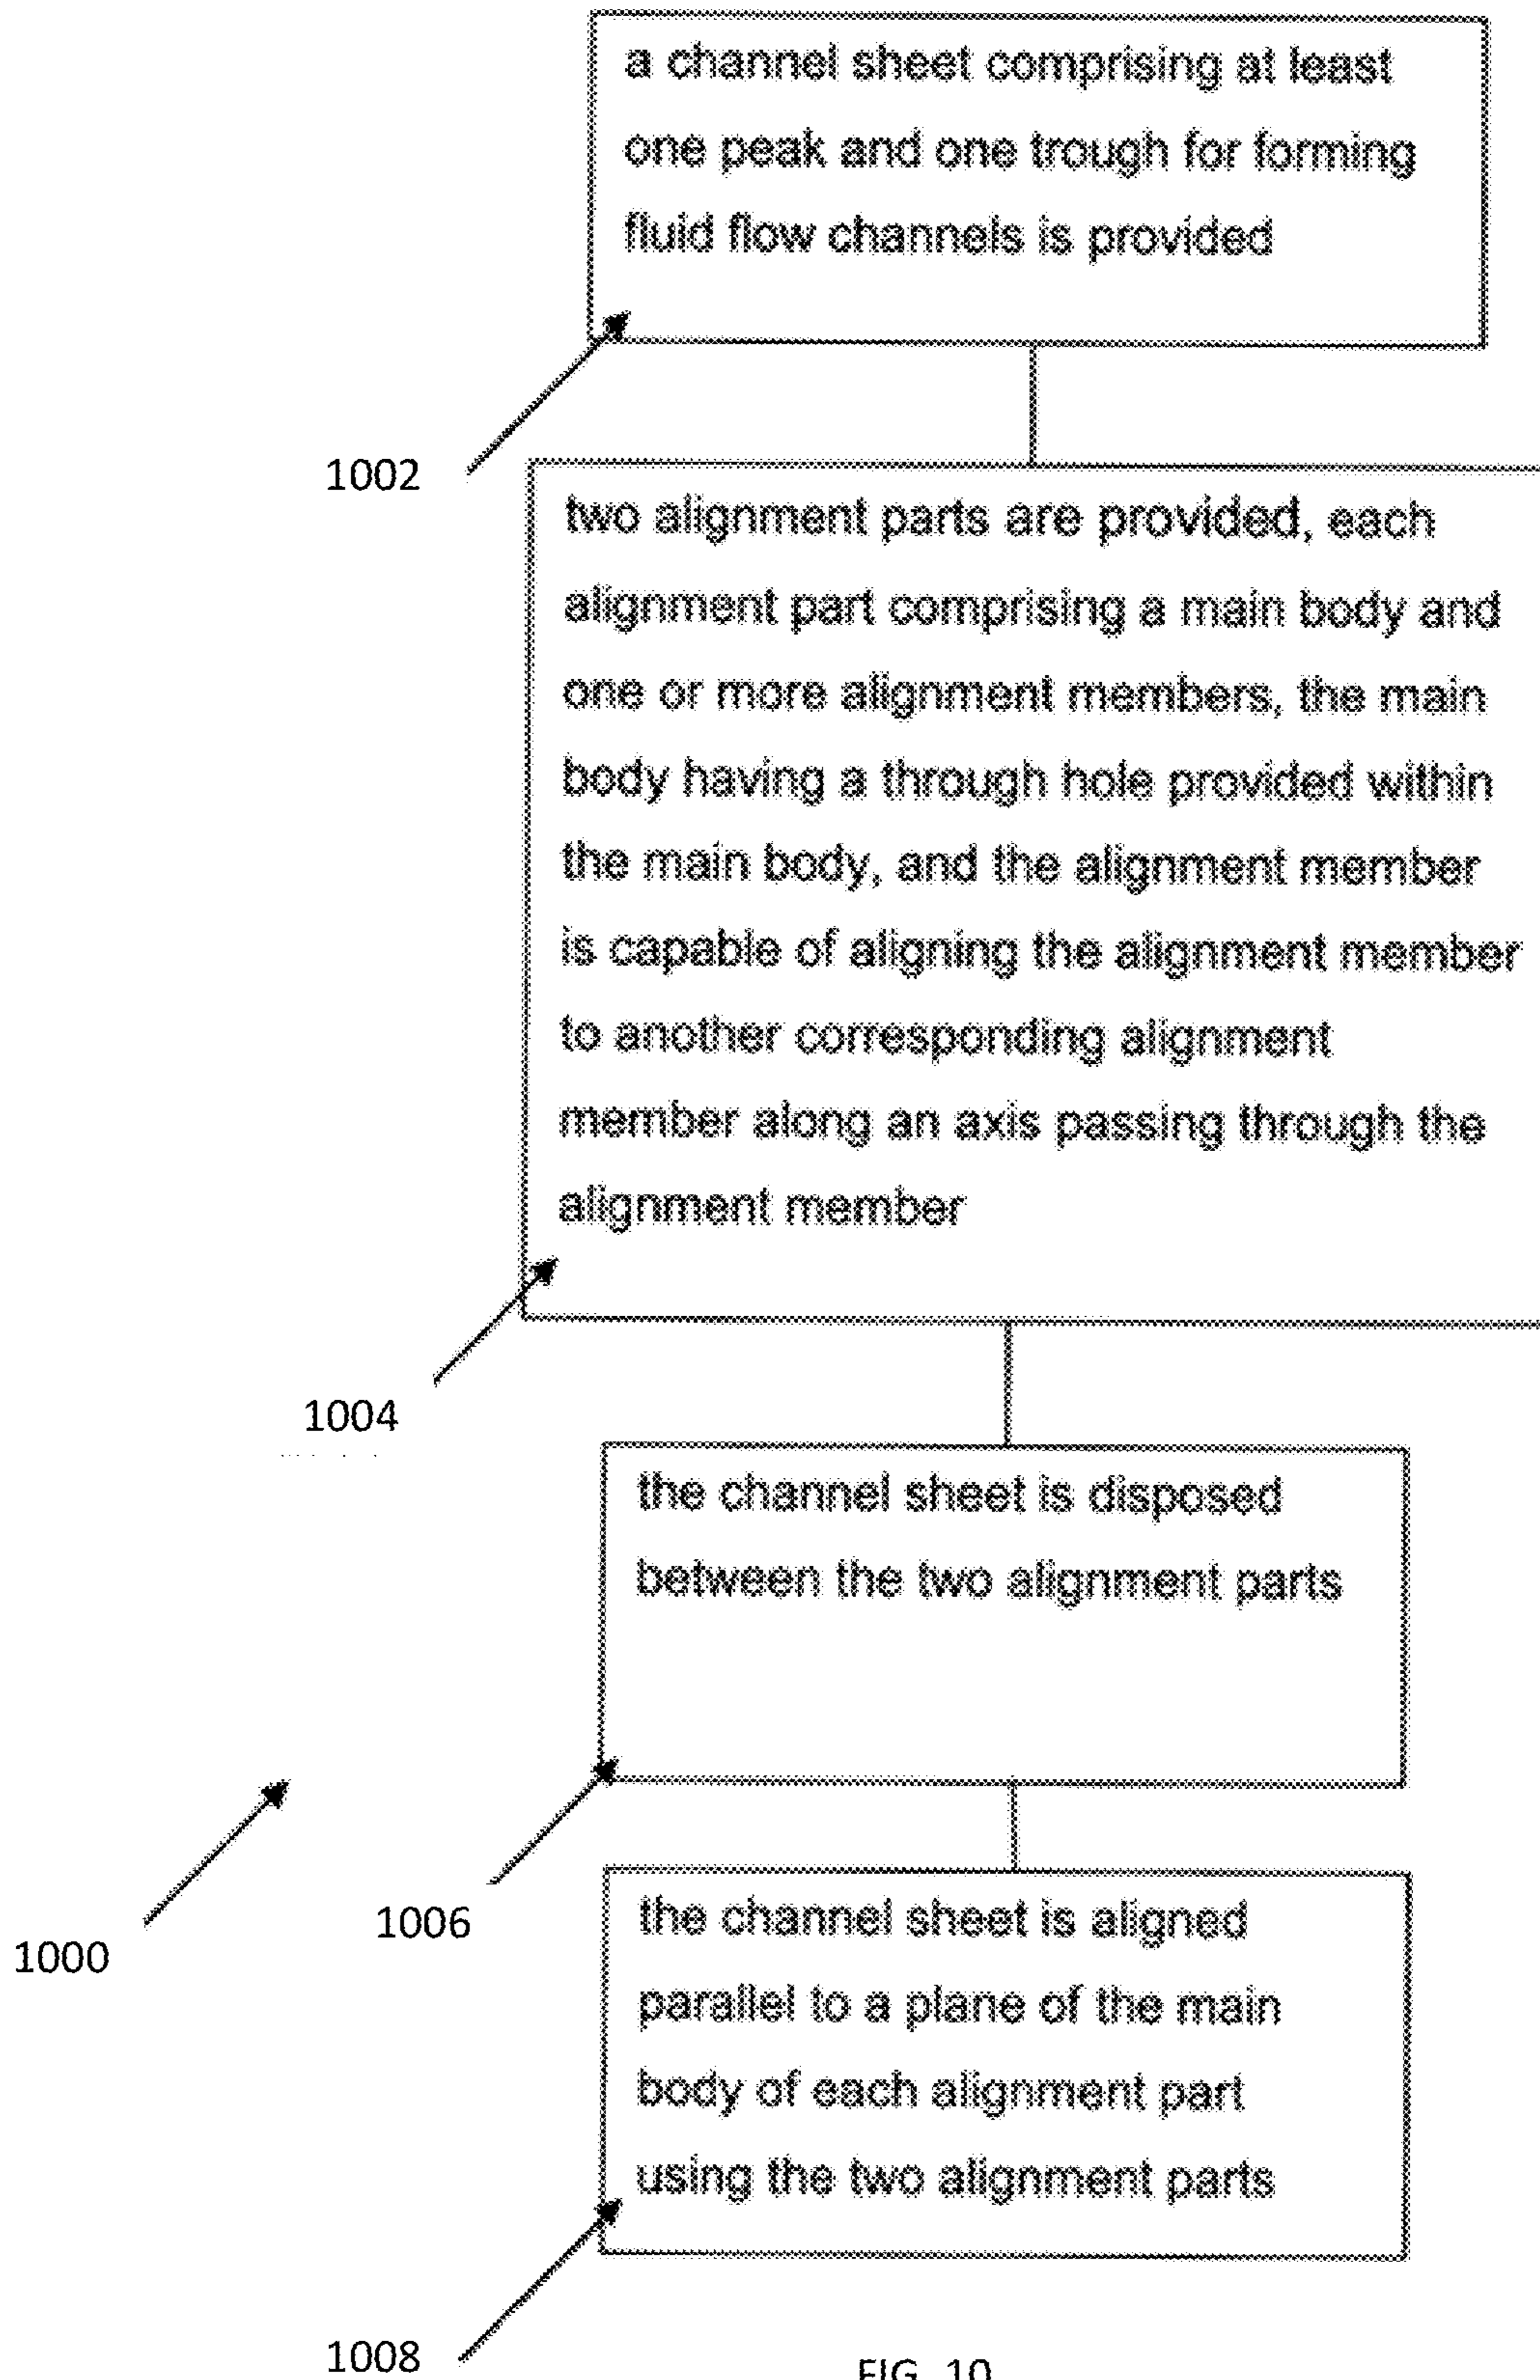 a channel sheet comprising at least
one peak and one trough for forming
fluid flow channels is provided
1002
two alignment parts are provided, each
alignment part comprising a main body and
one or more alignment members, the main
body having a through hole provided within
the main body, and the alignment member
is capable of aligning the alignment member
to another corresponding alignment
member along an axis passing through the
alignment member
1004
the channel sheet is disposed
between the two alignment parts
1006
1000
the channel sheet is aligned
parallel to a plane of the main
body of each alignment part
using the two alignment parts
1008
FIG. 10